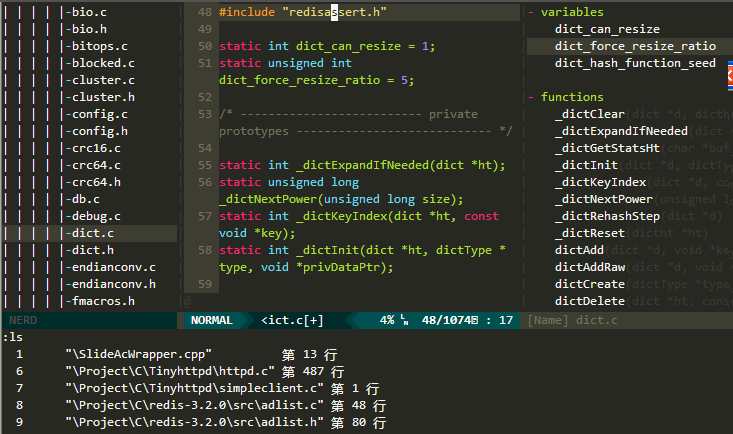 | | | | |-bio.c
| | | | |-bio.h
| | | | |-bitops.c
| | | | |-blocked.c
| | | | |-cluster.c
| | | | |-cluster.h
| | | | |-config.c
| | | | |-config.h
| | | | |-crc16.c
| | | | |-crc64.c
| | | | |-crc64.h
| | | | |-db.c
| | | | |-debug.c
| | | | |-dict.c
| | | | |-dict.h
| | | | |-endianconv.c
| | | | |-endianconv.h
| | | | |-fmacros.h
NERD
48 #include "redisassert.h"
49
50 static int dict_can_resize = 1;
51 static unsigned int
dict_force_resize_ratio = 5;
52
53 /* -------------------------- private
prototypes ---------------------------- */
54
55 static int _dictExpandIfNeeded(dict *ht);
56 static unsigned long
_dictNextPower(unsigned long size);
57 static int _dictKeyIndex(dict *ht, const
void *key);
58 static int _dictInit(dict *ht, dictType *
type, void *privDataPtr);
59
@
NORMAL <ict.c[+] 4% 48/1074 : 17
- variables
dict_can_resize
dict_force_resize_ratio
dict_hash_function_seed
- functions
_dictClear(dict *d, dictht
_dictExpandIfNeeded(dict
_dictGetStatsHt(char *buf,
_dictInit(dict *d, dictTyp
_dictKeyIndex(dict *d, con
_dictNextPower(unsigned lo
_dictRehashStep(dict *d)
_dictReset(dictht *ht)
dictAdd(dict *d, void *key
dictAddRaw(dict *d, void
dictCreate(dictType *type,
dictDelete(dict *ht, const
[Name] dict.c
:ls
1 "\SlideAcWrapper.cpp" 第 13 行
6 "\Project\C\Tinyhttpd\httpd.c" 第 487 行
7 "\Project\C\Tinyhttpd\simpleclient.c" 第 1 行
8 "\Project\C\redis-3.2.0\src\adlist.c" 第 48 行
9 "\Project\C\redis-3.2.0\src\adlist.h" 第 80 行